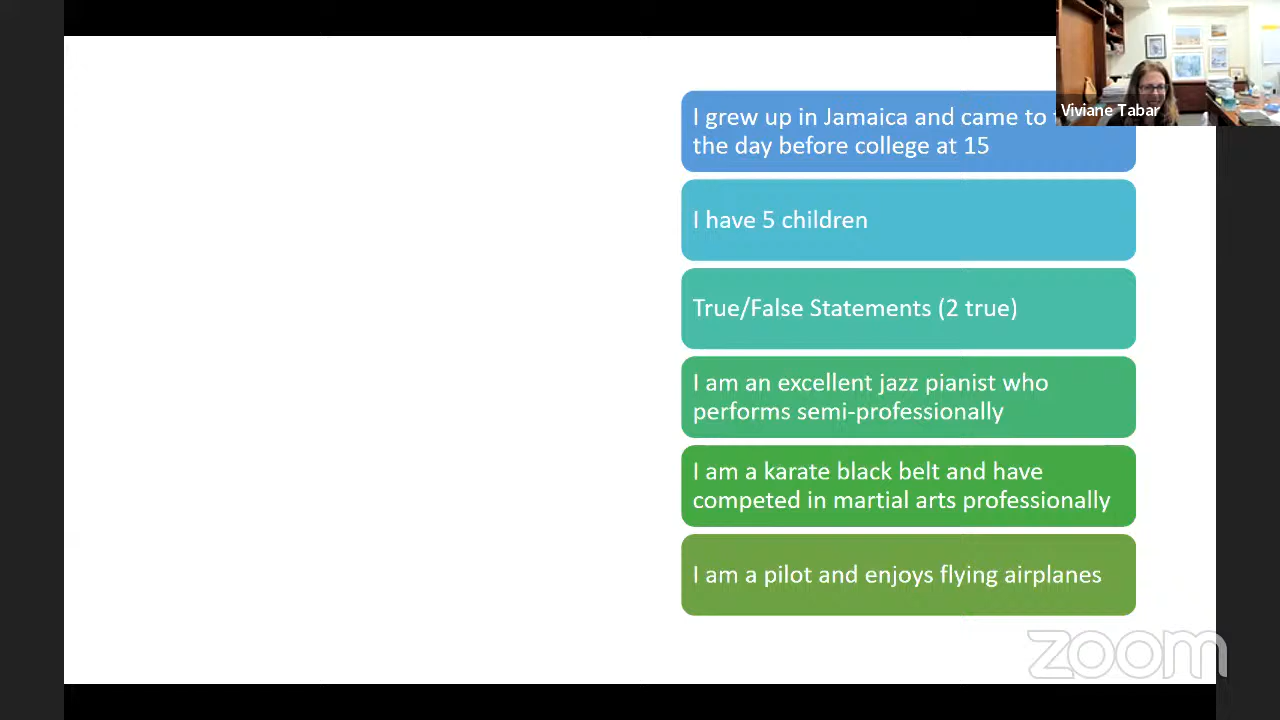 I grew up in Jamaica and came to
the day before college at 15
I have 5 children
True/False Statements (2 true)
I am an excellent jazz pianist who
performs semi-professionally
I am a karate black belt and have
competed in martial arts professionally
I am a pilot and enjoys flying airplanes
Viviane Tabar
zoom